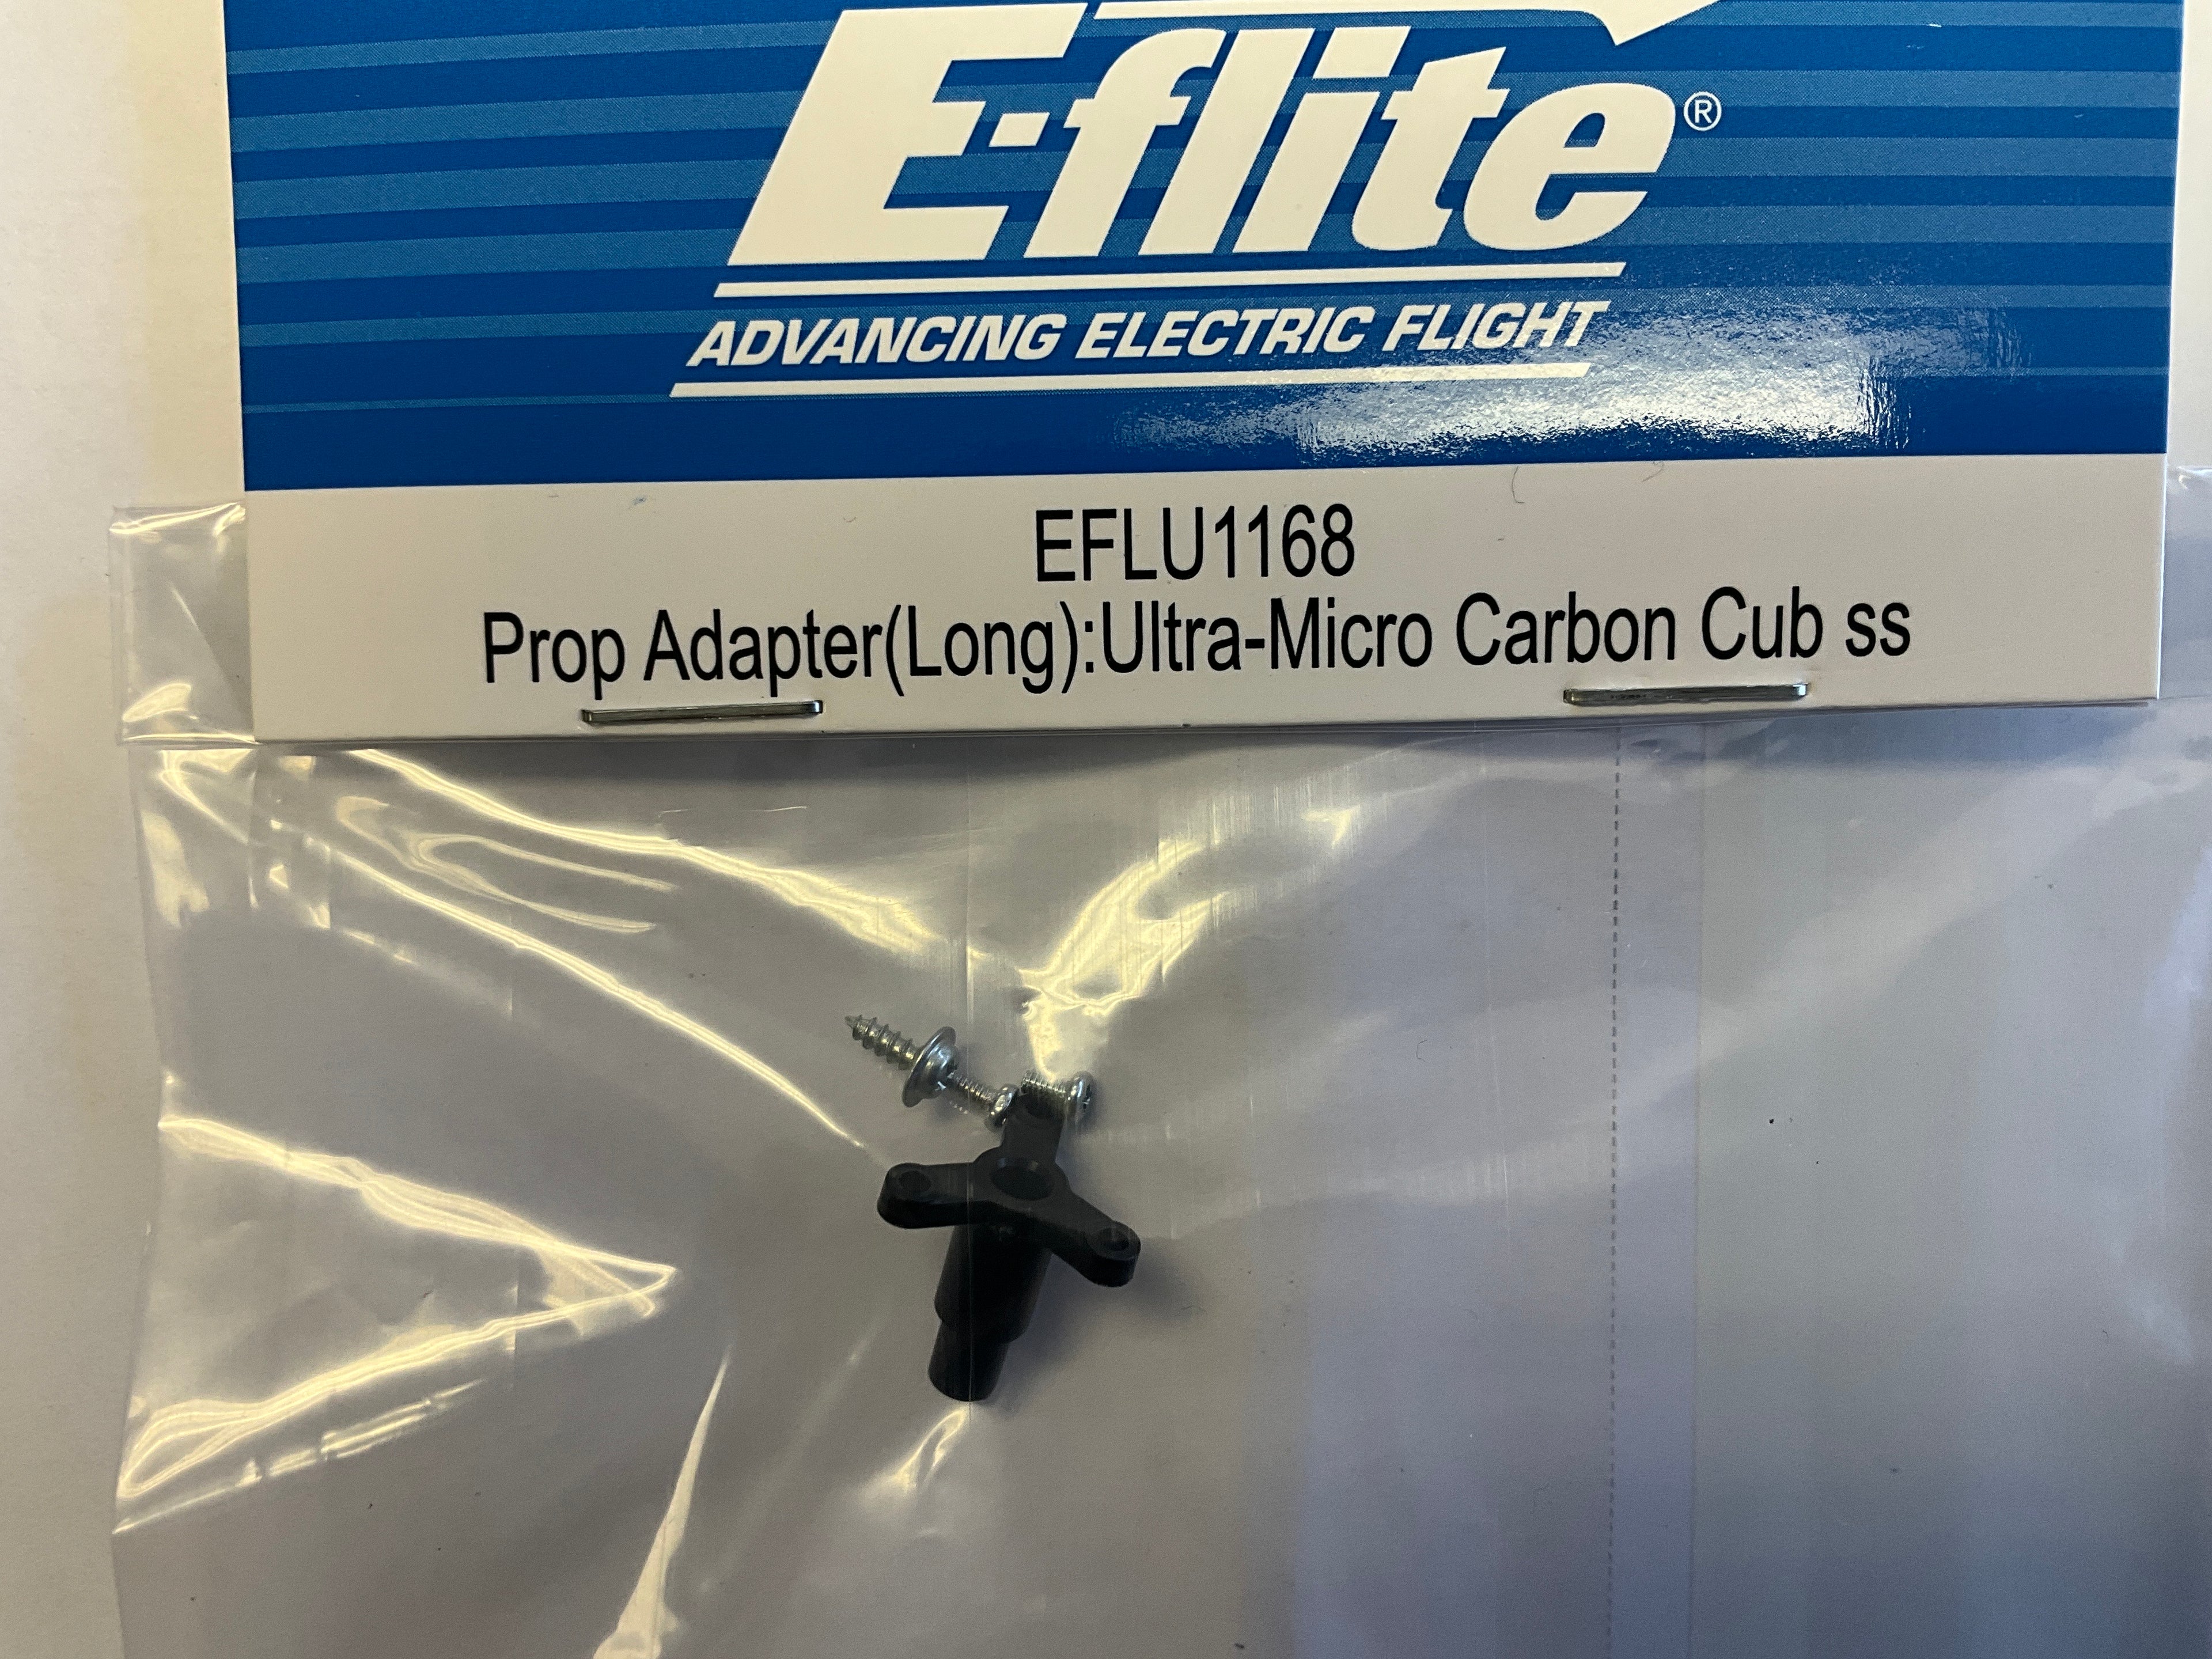 E-flite®
ADVANCING ELECTRIC FLIGHT
EFLU1168
Prop Adapter(Long):Ultra-Micro Carbon Cub ss